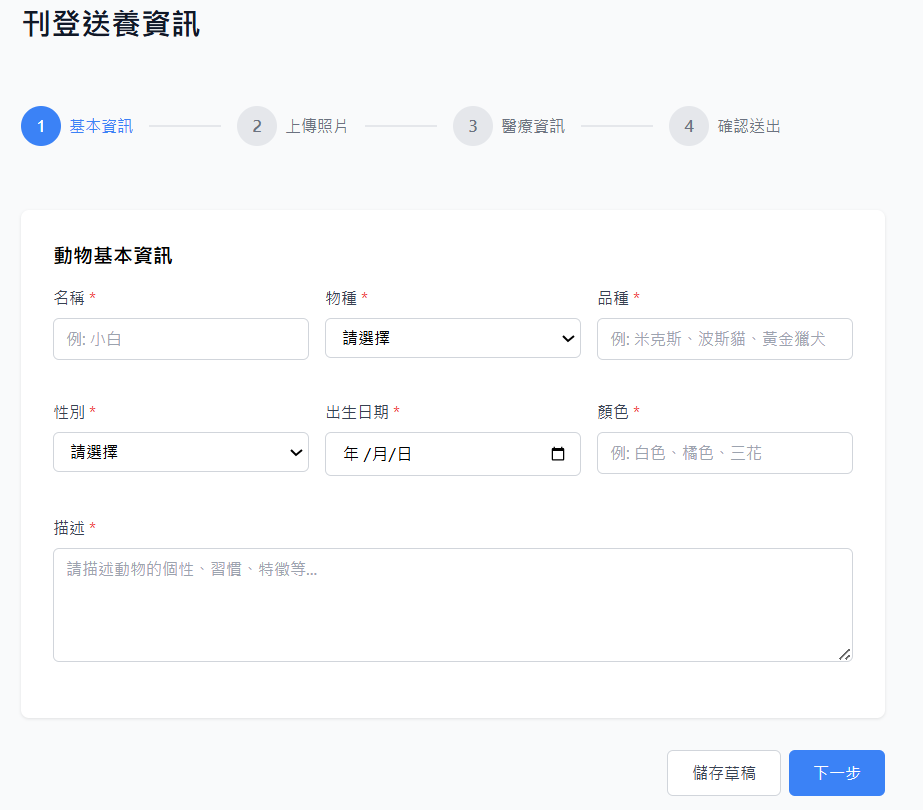 刊登送養資訊
1 基本資訊 2 上傳照片 3 醫療資訊 4 確認送出
動物基本資訊
名稱 * 物種 * 品種 *
例: 小白 請選擇 例: 米克斯、波斯貓、黃金獵犬
性別 * 出生日期 * 顏色 *
請選擇 年 /月/日 例: 白色、橘色、三花
描述 *
請描述動物的個性、習慣、特徵等...
儲存草稿 下一步